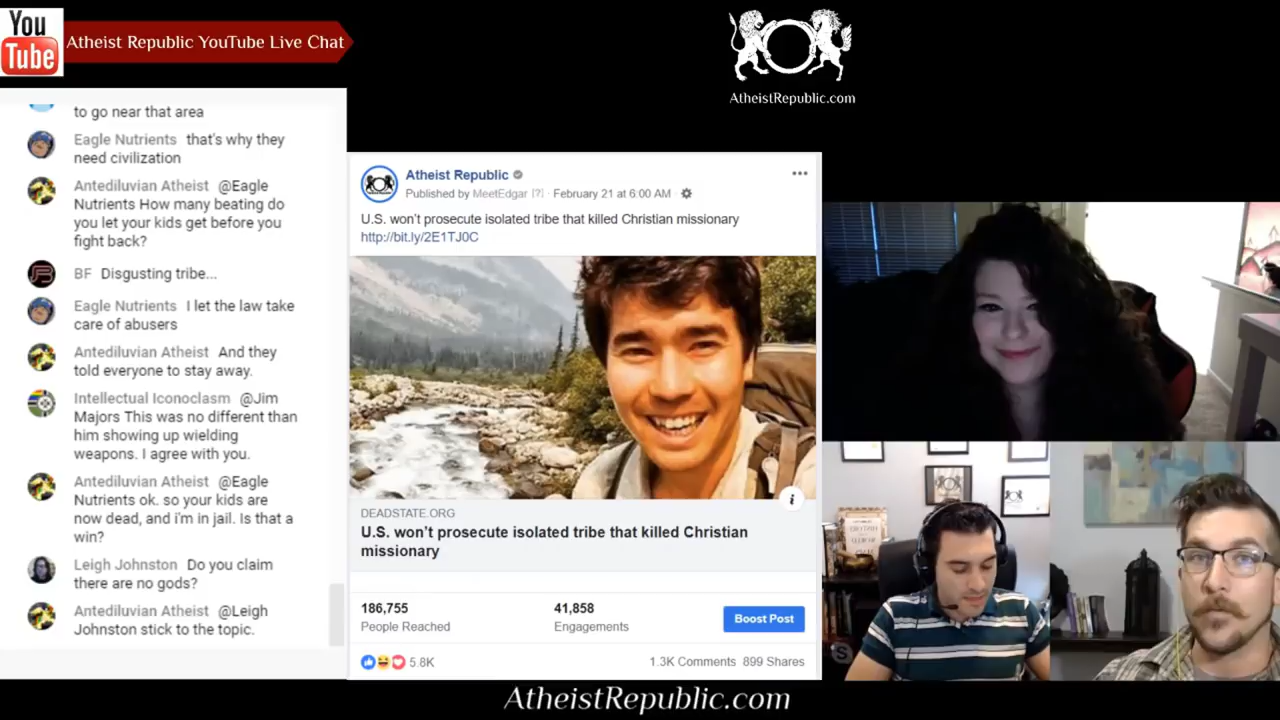 You
Tube
Atheist Republic YouTube Live Chat
to go near that area
Eagle Nutrients that's why they
need civilization
Antediluvian Atheist @Eagle
Nutrients How many beating do
you let your kids get before you
fight back?
BF Disgusting tribe...
Eagle Nutrients I let the law take
care of abusers
Antediluvian Atheist And they
told everyone to stay away.
Intellectual Iconoclasm @Jim
Majors This was no different than
him showing up wielding
weapons. I agree with you.
Antediluvian Atheist @Eagle
Nutrients ok. so your kids are
now dead, and i'm in jail. Is that a
win?
Leigh Johnston Do you claim
there are no gods?
Antediluvian Atheist @Leigh
Johnston stick to the topic.
AtheistRepublic.com
Atheist Republic
Published by MeetEdgar [?] · February 21 at 6:00 AM ·
U.S. won't prosecute isolated tribe that killed Christian missionary
http://bit.ly/2E1TJ0C
DEADSTATE.ORG
U.S. won't prosecute isolated tribe that killed Christian
missionary
186,755 41,858
People Reached Engagements
Boost Post
5.8K 1.3K Comments 899 Shares
AtheistRepublic.com